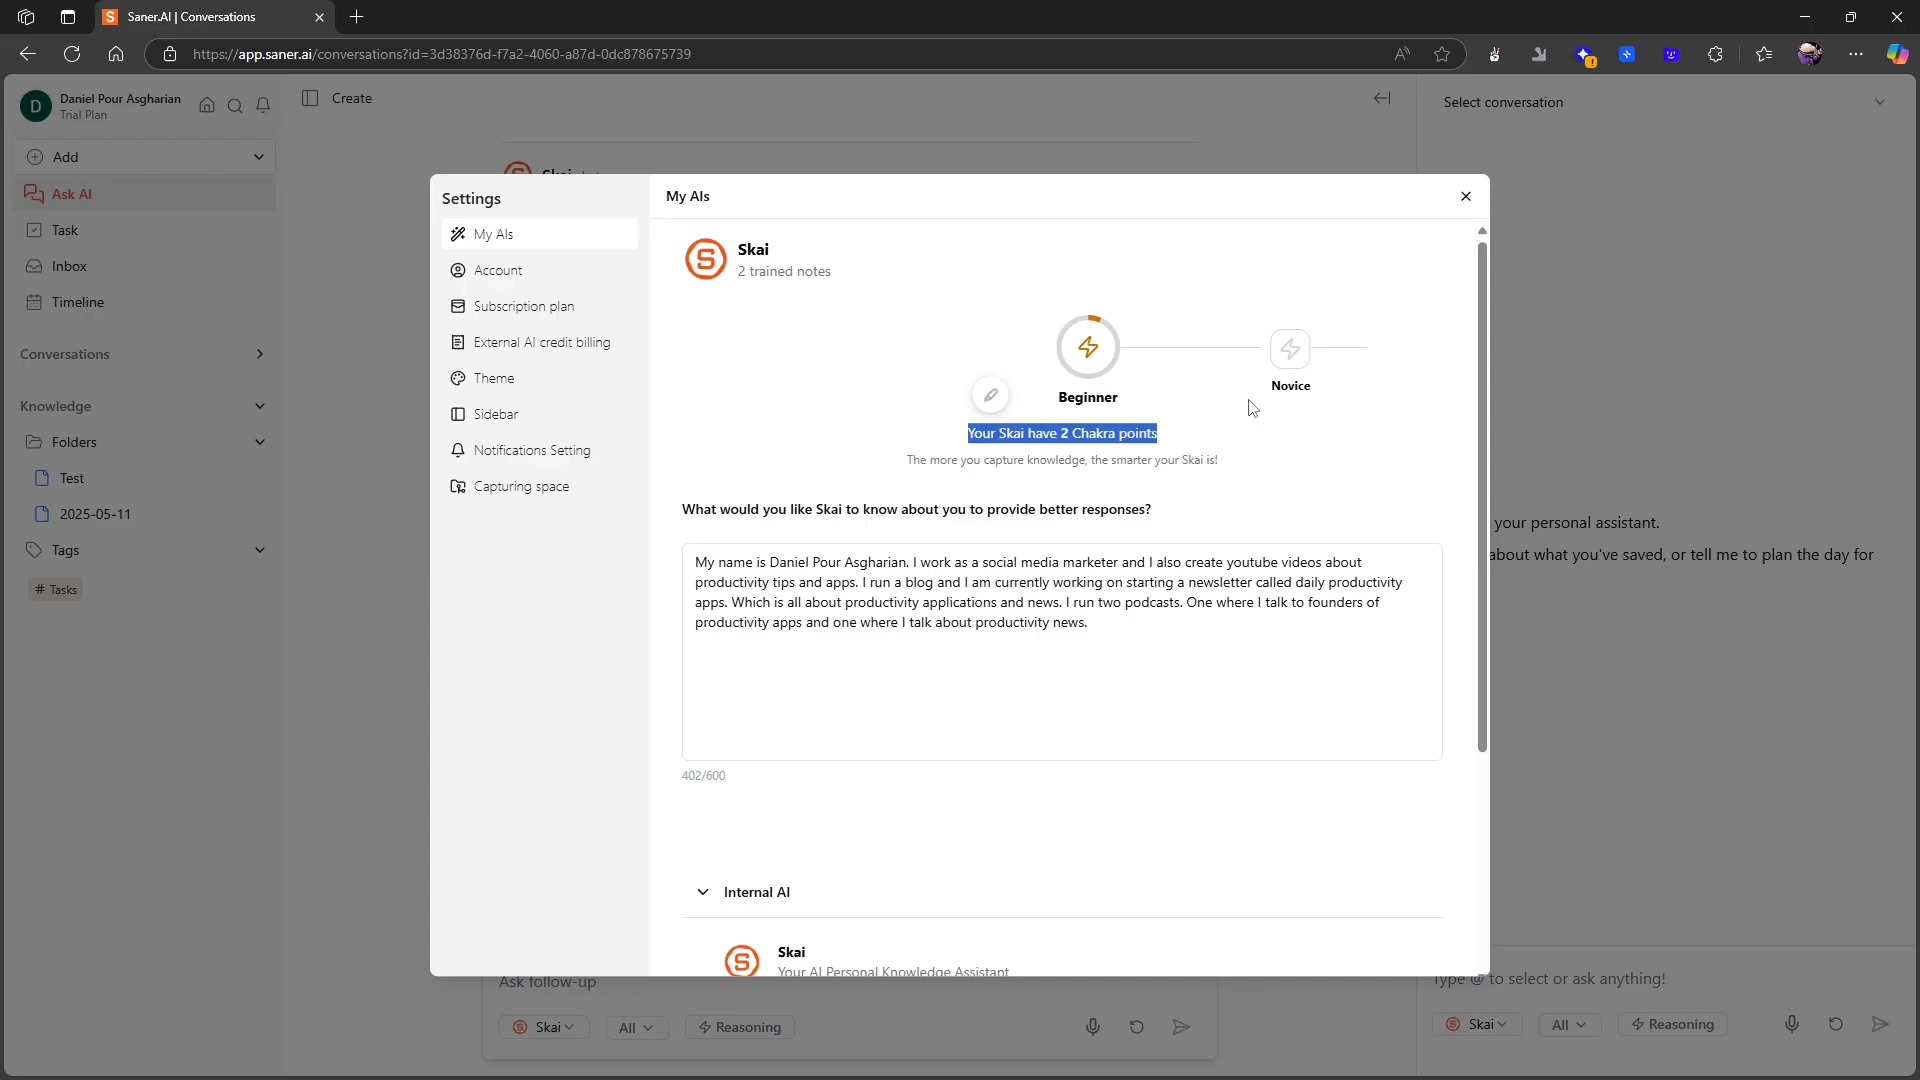 Saner.AI | Conversations
https://app.saner.ai/conversations?id=3d38376d-f7a2-4060-a87d-0dc878675739
D
Daniel Pour Asgharian
Trial Plan
Add
Ask AI
Task
Inbox
Timeline
Conversations
Knowledge
Folders
Test
2025-05-11
Tags
# Tasks
Create
Select conversation
Settings
My AIs
Account
Subscription plan
External AI credit billing
Theme
Sidebar
Notifications Setting
Capturing space
My AIs
Skai
2 trained notes
Beginner
Novice
Your Skai have 2 Chakra points
The more you capture knowledge, the smarter your Skai is!
What would you like Skai to know about you to provide better responses?
My name is Daniel Pour Asgharian. I work as a social media marketer and I also create youtube videos about
productivity tips and apps. I run a blog and I am currently working on starting a newsletter called daily productivity
apps. Which is all about productivity applications and news. I run two podcasts. One where I talk to founders of
productivity apps and one where I talk about productivity news.
402/600
Internal AI
Skai
Your AI Personal Knowledge Assistant
Ask follow-up
Skai
All
Reasoning
your personal assistant.
about what you've saved, or tell me to plan the day for
Type @ to select or ask anything!
Skai
All
Reasoning